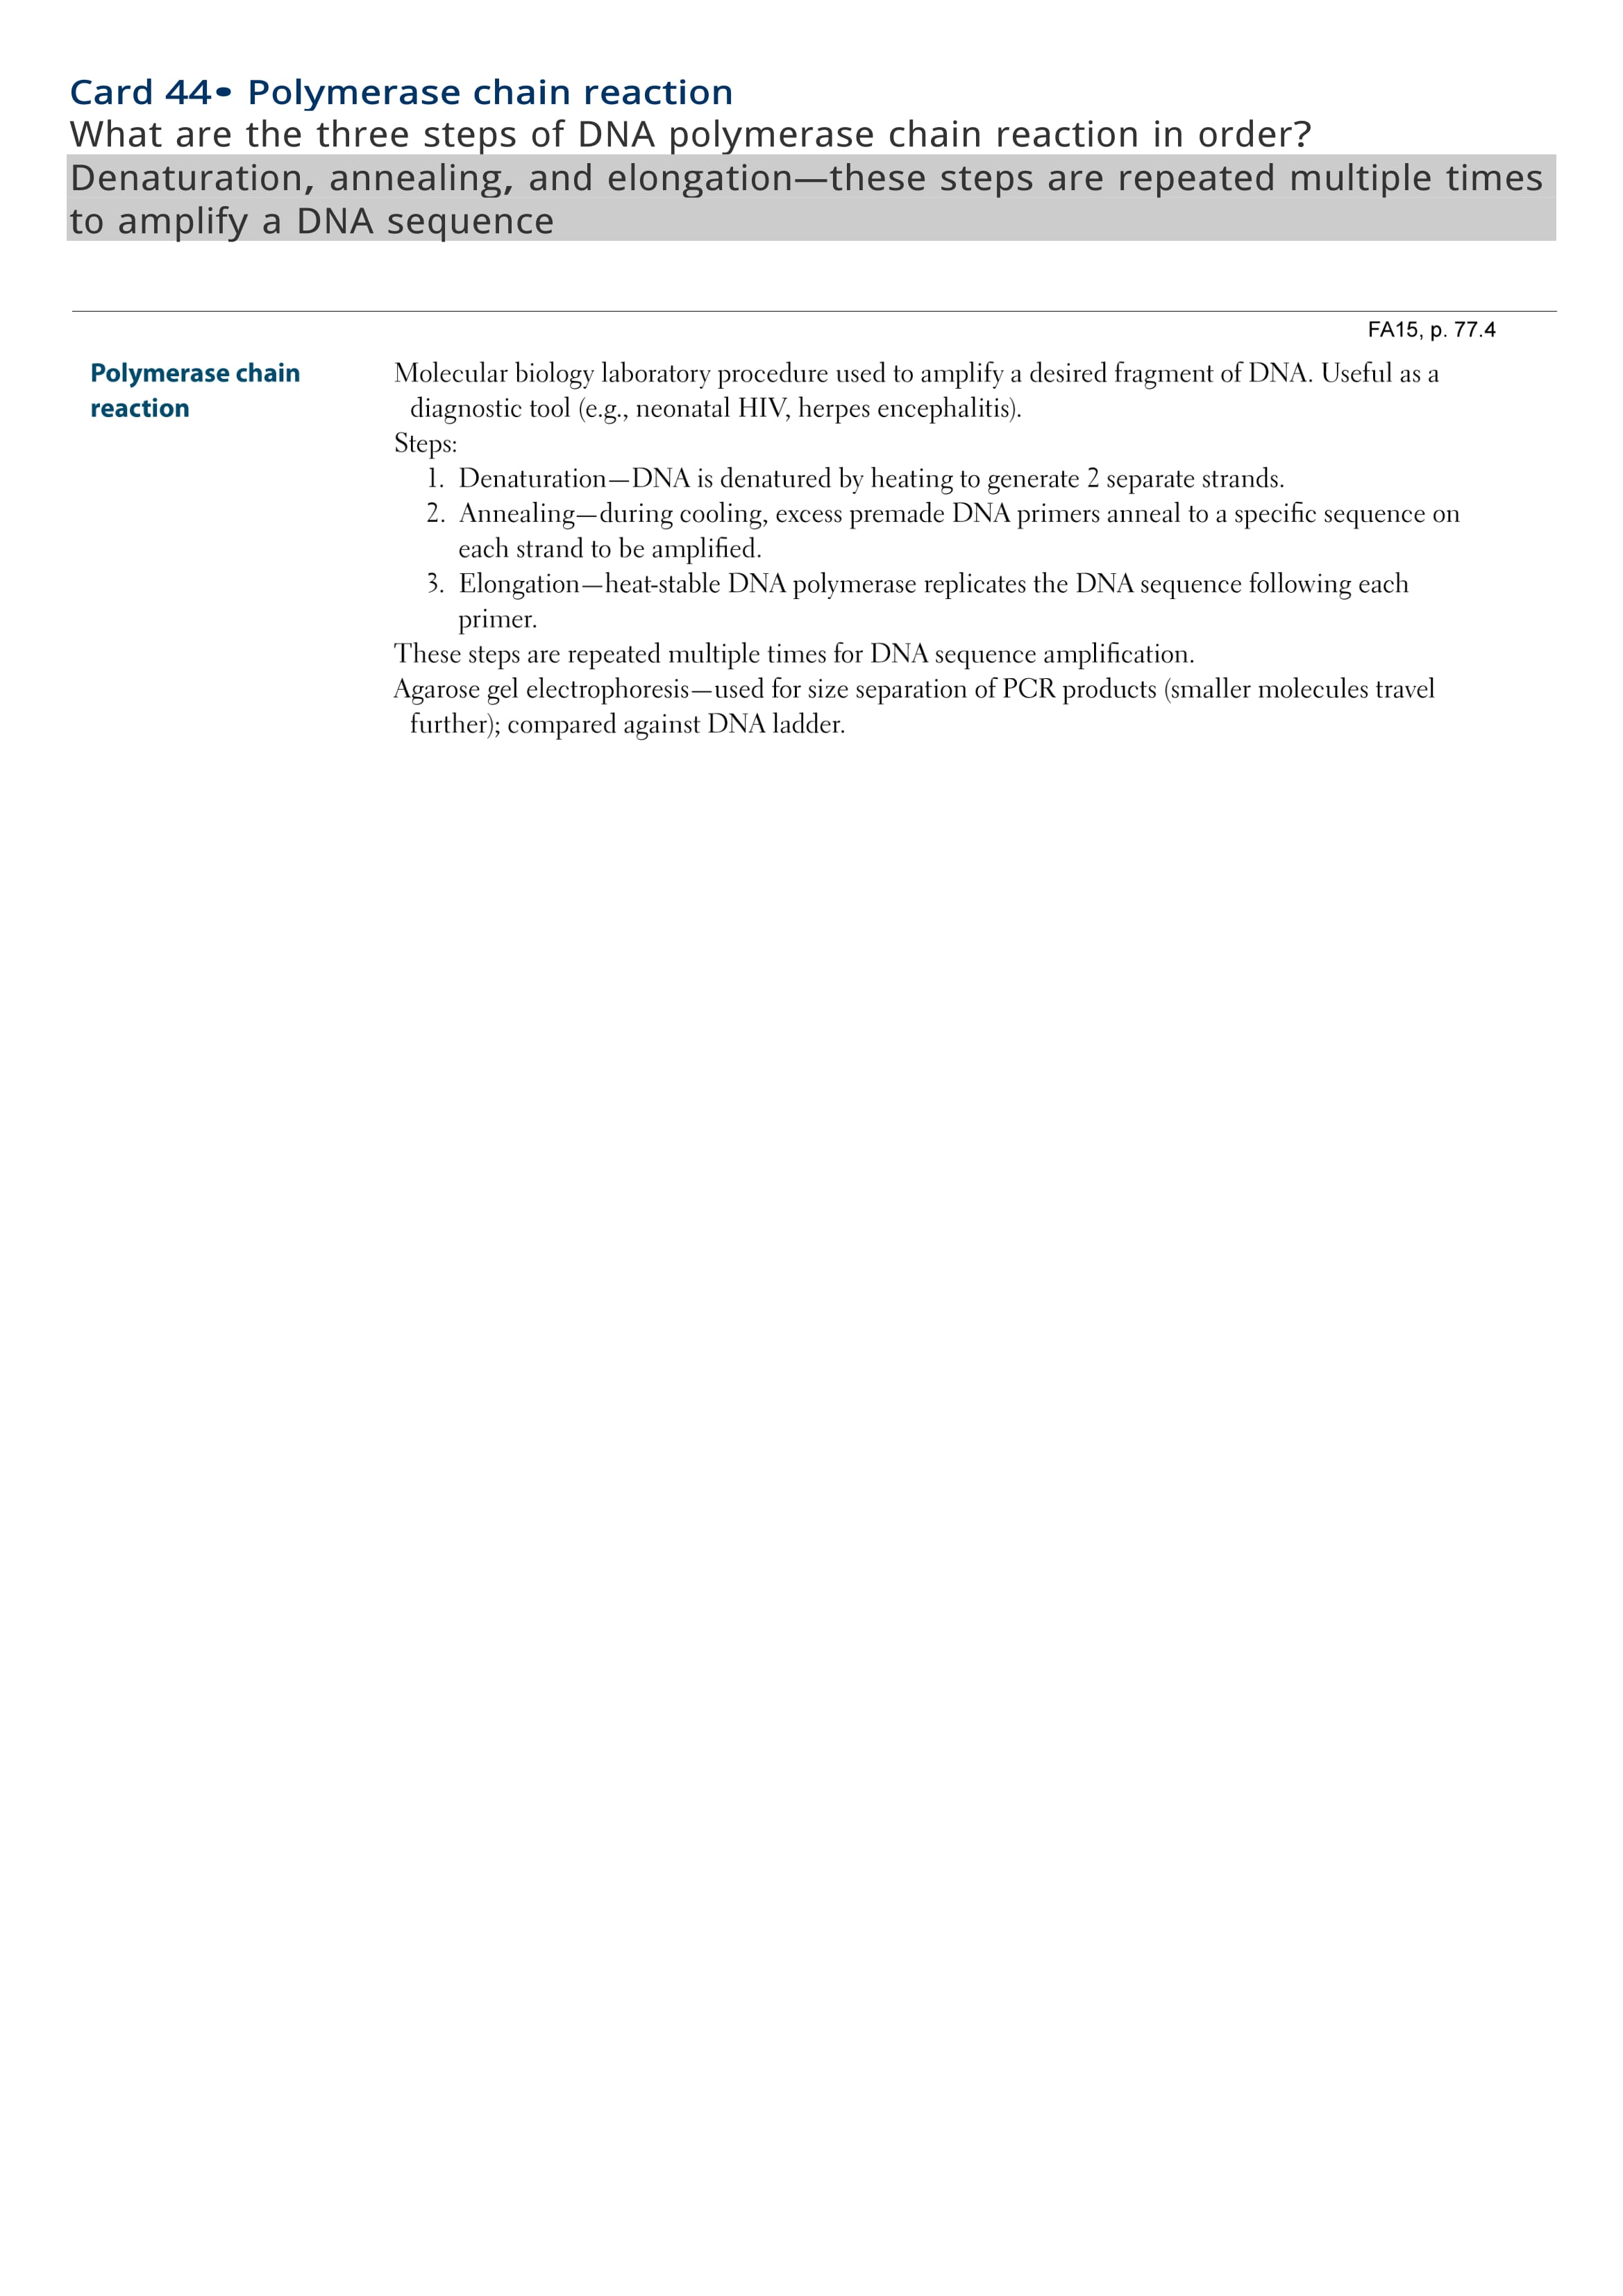 Card 44• Polymerase chain reaction
What are the three steps of DNA polymerase chain reaction in order?
Denaturation, annealing, and elongation—these steps are repeated multiple times
to amplify a DNA sequence
FA15, p. 77.4
Polymerase chain
reaction
Molecular biology laboratory procedure used to amplify a desired fragment of DNA. Useful as a
diagnostic tool (e.g., neonatal HIV, herpes encephalitis).
Steps:
1. Denaturation—DNA is denatured by heating to generate 2 separate strands.
2. Annealing—during cooling, excess premade DNA primers anneal to a specific sequence on
each strand to be amplified.
3. Elongation—heat-stable DNA polymerase replicates the DNA sequence following each
primer.
These steps are repeated multiple times for DNA sequence amplification.
Agarose gel electrophoresis—used for size separation of PCR products (smaller molecules travel
further); compared against DNA ladder.